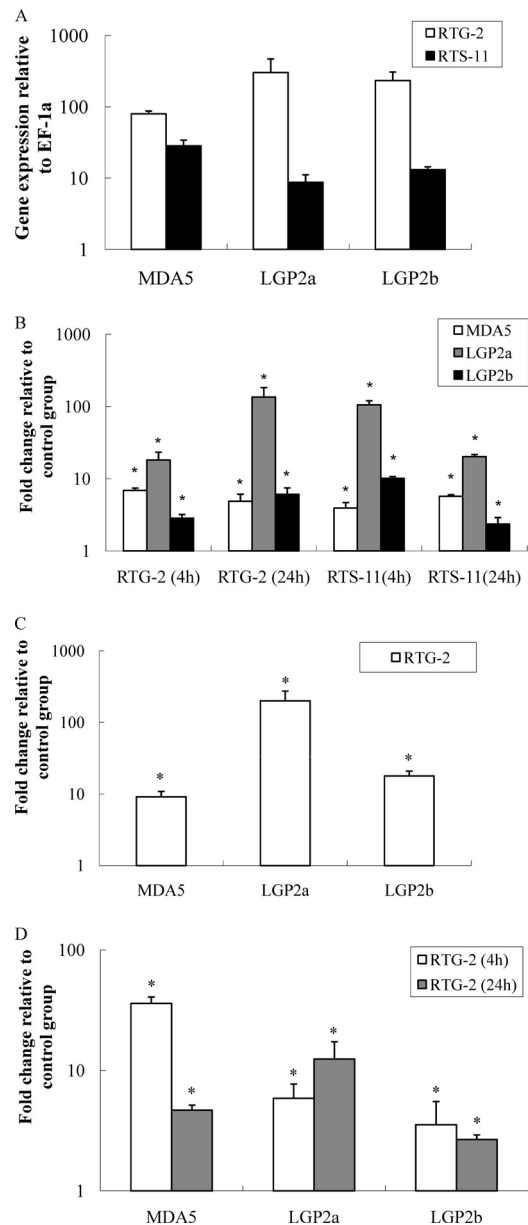 A
Gene expression relative
to EF-1a
1000
100
10
1
RTG-2
RTS-11
MDA5 LGP2a LGP2b
B
Fold change relative to
control group
1000
100
10
1
MDA5
LGP2a
LGP2b
* * * * * * * * * * * *
RTG-2 (4h) RTG-2 (24h) RTS-11(4h) RTS-11(24h)
C
Fold change relative to
control group
1000
100
10
1
RTG-2
* * *
MDA5 LGP2a LGP2b
D
Fold change relative to
control group
100
10
1
RTG-2 (4h)
RTG-2 (24h)
* * * * * *
MDA5 LGP2a LGP2b